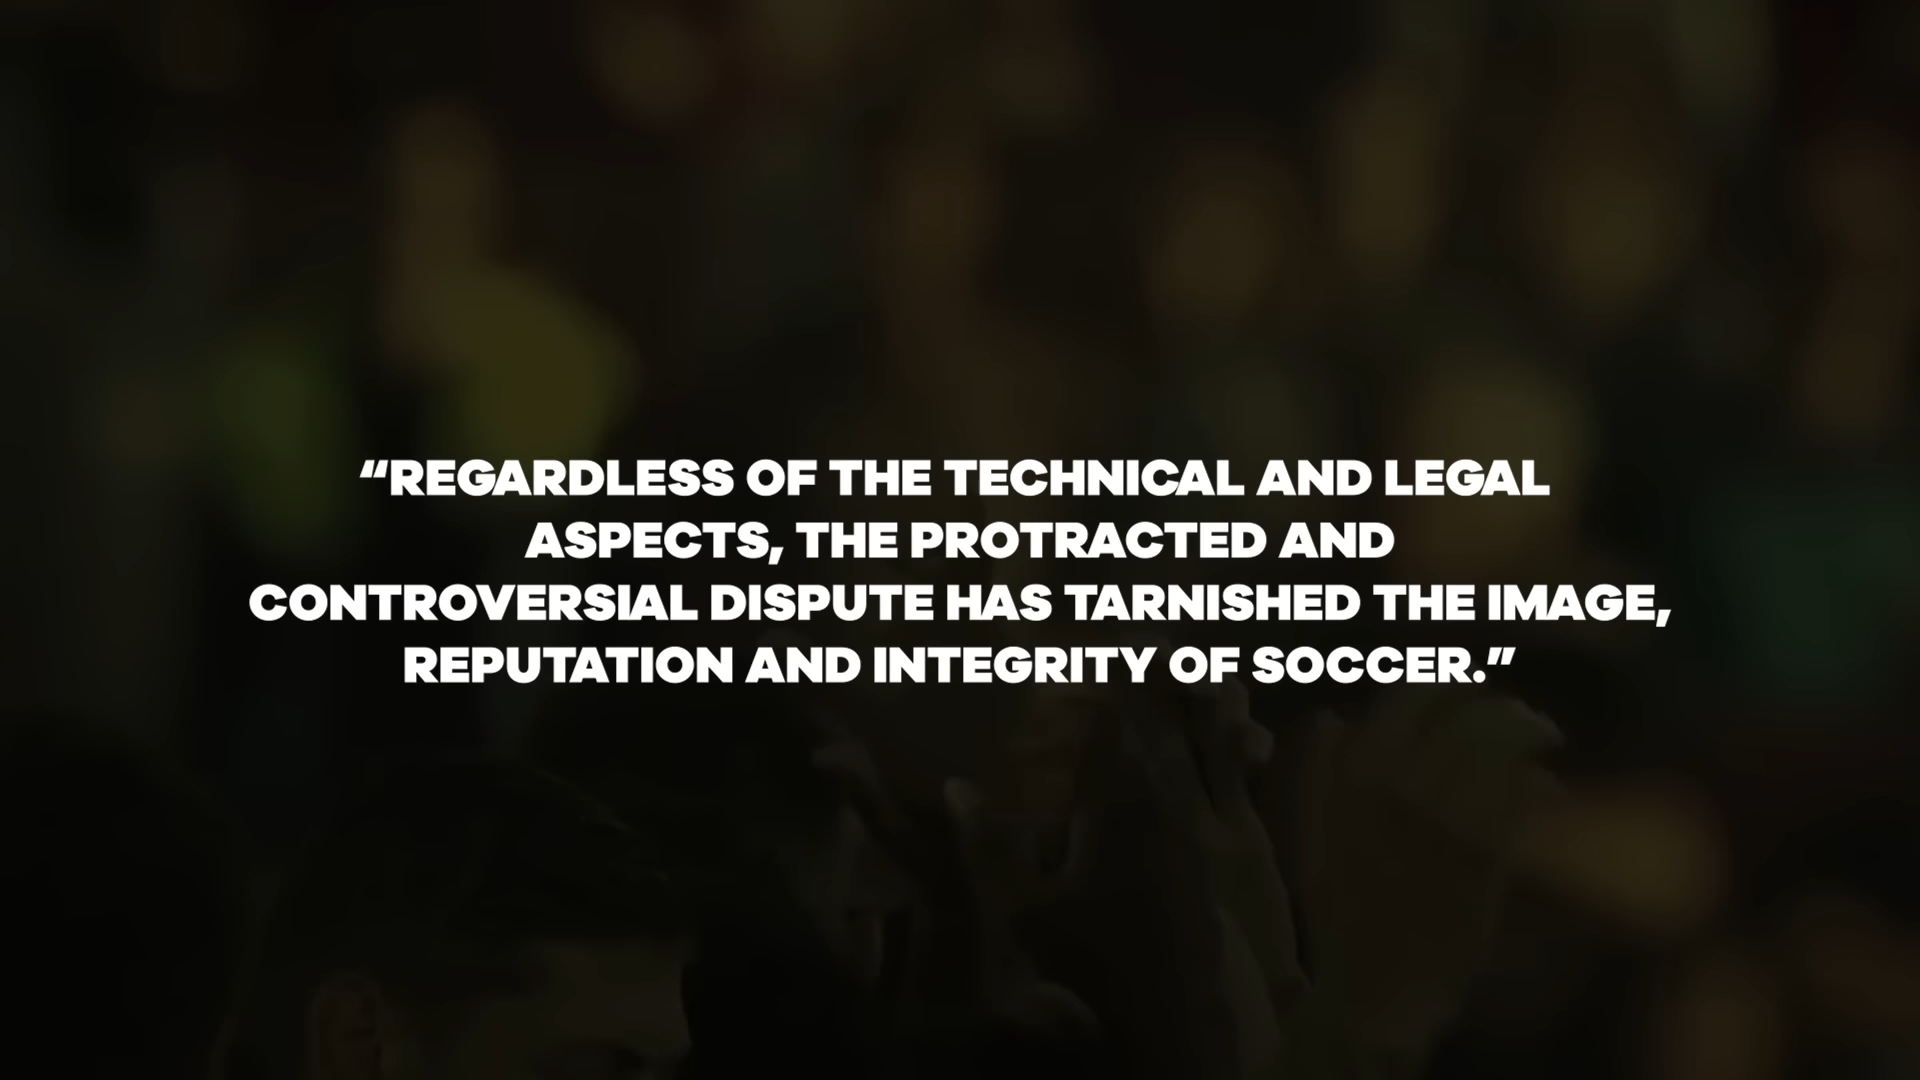 “REGARDLESS OF THE TECHNICAL AND LEGAL
ASPECTS, THE PROTRACTED AND
CONTROVERSIAL DISPUTE HAS TARNISHED THE IMAGE,
REPUTATION AND INTEGRITY OF SOCCER.”